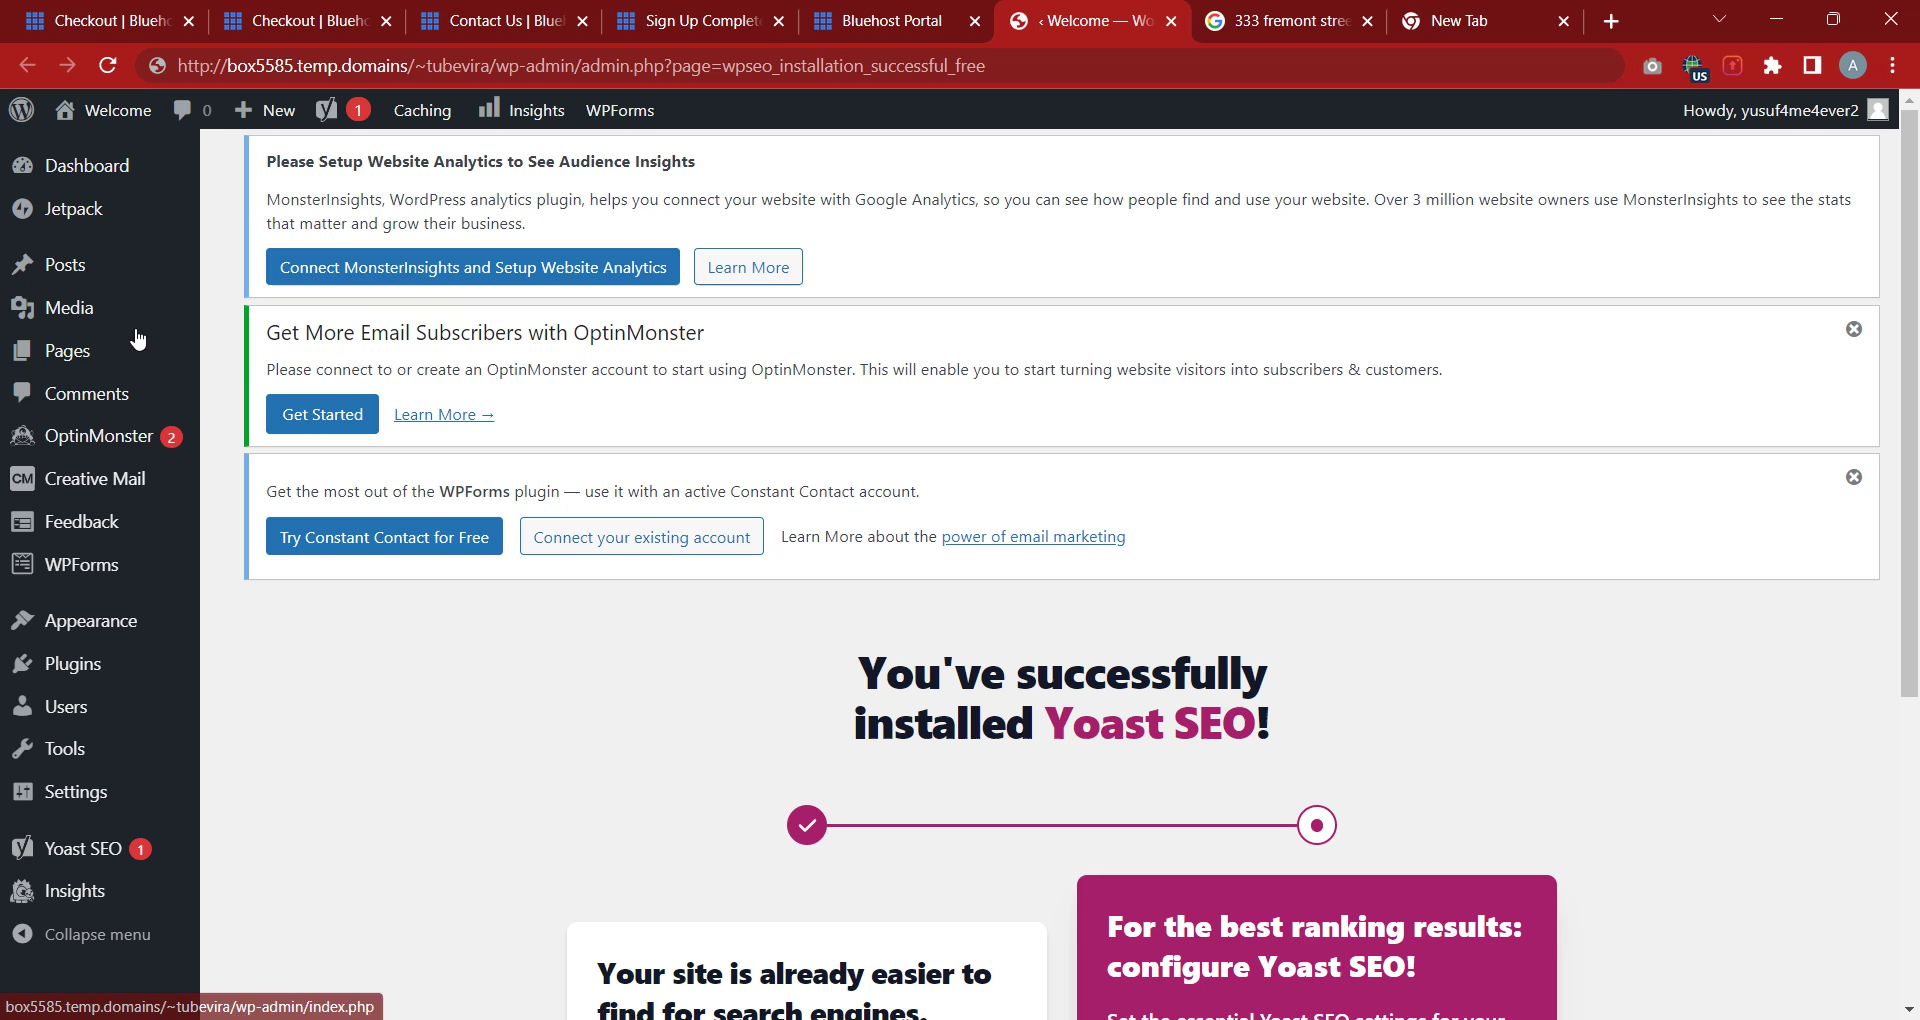 Checkout | Blueh
Checkout | Blueh
Contact Us | Blue
Sign Up Complet
Bluehost Portal
‹ Welcome — Wo
333 fremont stre
New Tab
http://box5585.temp.domains/~tubevira/wp-admin/admin.php?page=wpseo_installation_successful_free
US
A
Welcome
0
New
1
Caching
Insights
WPForms
Howdy, yusuf4me4ever2
Dashboard
Jetpack
Posts
Media
Pages
Comments
OptinMonster 2
CM Creative Mail
Feedback
WPForms
Appearance
Plugins
Users
Tools
Settings
Yoast SEO 1
Insights
Collapse menu
box5585.temp.domains/~tubevira/wp-admin/index.php
Please Setup Website Analytics to See Audience Insights
MonsterInsights, WordPress analytics plugin, helps you connect your website with Google Analytics, so you can see how people find and use your website. Over 3 million website owners use MonsterInsights to see the stats
that matter and grow their business.
Connect MonsterInsights and Setup Website Analytics
Learn More
Get More Email Subscribers with OptinMonster
Please connect to or create an OptinMonster account to start using OptinMonster. This will enable you to start turning website visitors into subscribers & customers.
Get Started
Learn More →
Get the most out of the WPForms plugin — use it with an active Constant Contact account.
Try Constant Contact for Free
Connect your existing account
Learn More about the power of email marketing
You've successfully
installed Yoast SEO!
Your site is already easier to
find for search engines.
For the best ranking results:
configure Yoast SEO!
Set the essential Yoast SEO settings for your